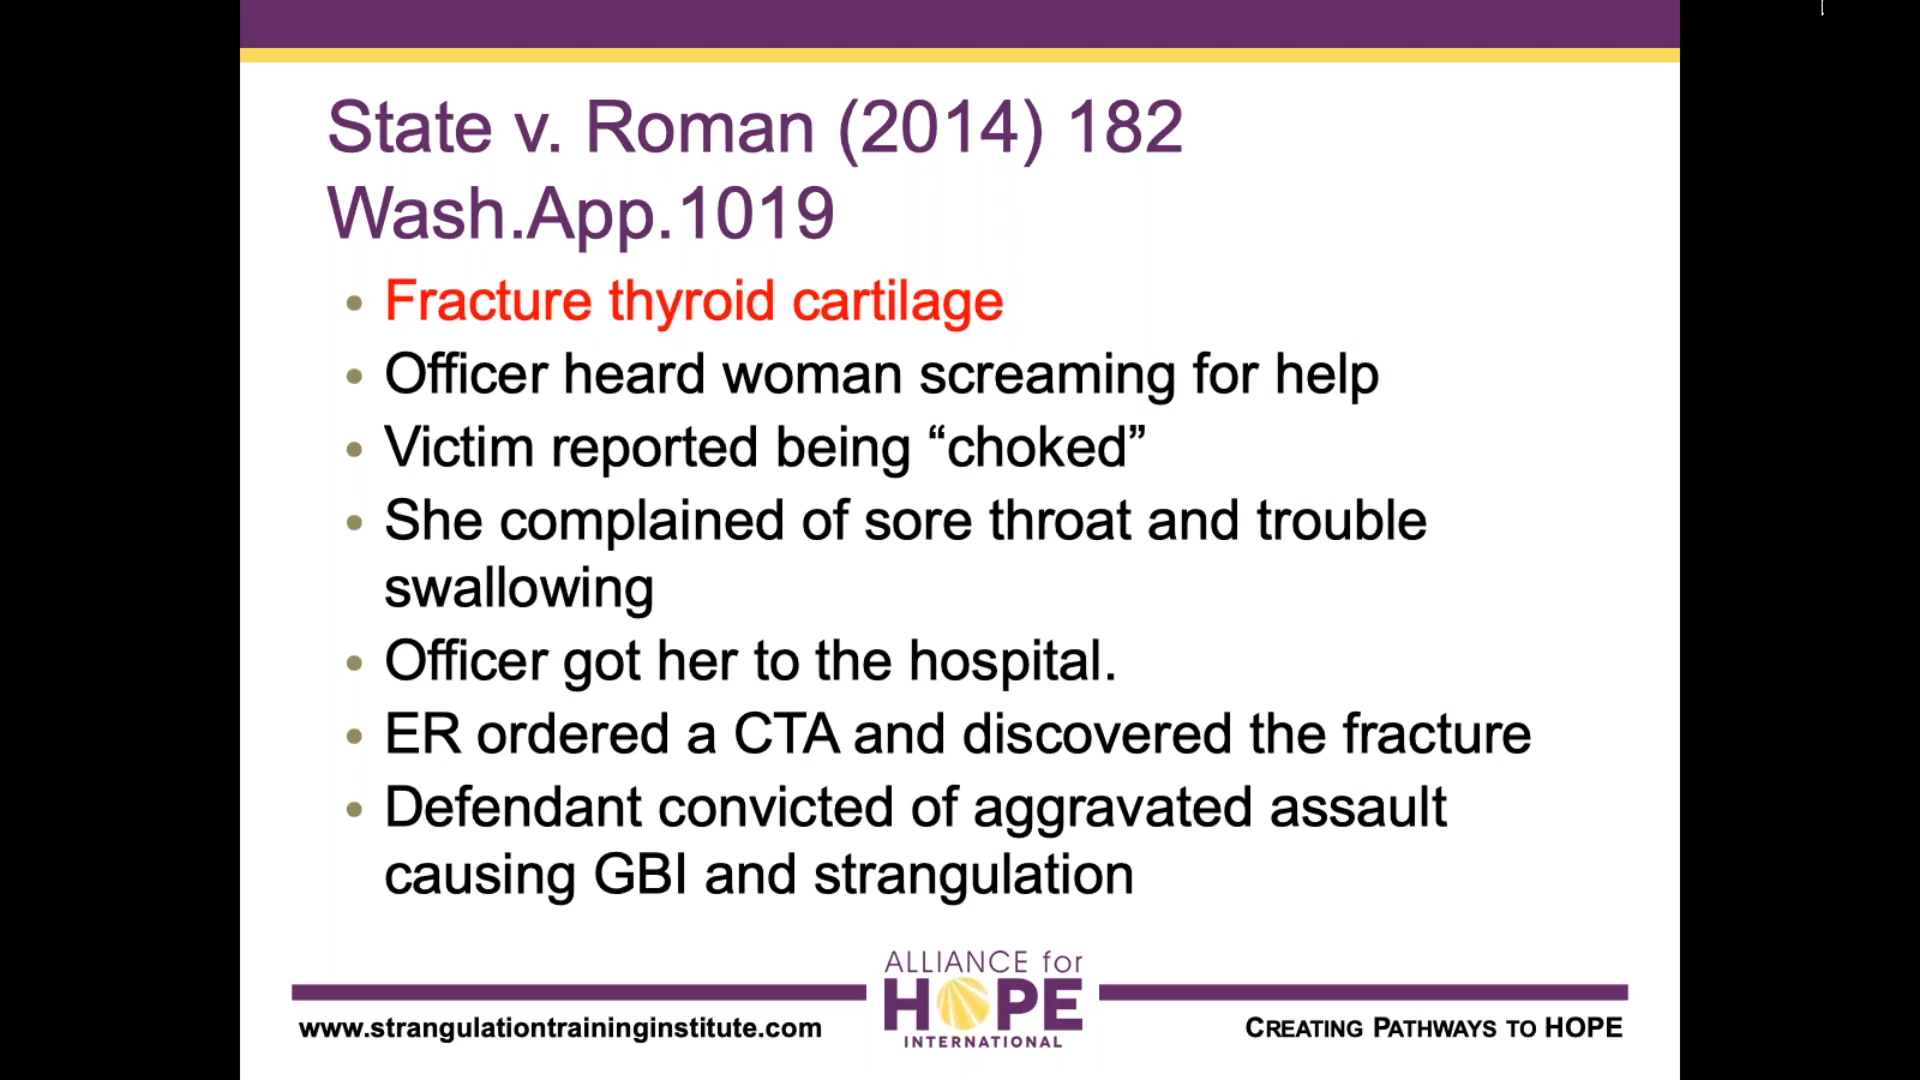 State v. Roman (2014) 182
Wash.App.1019
• Fracture thyroid cartilage
• Officer heard woman screaming for help
• Victim reported being “choked”
• She complained of sore throat and trouble
swallowing
• Officer got her to the hospital.
• ER ordered a CTA and discovered the fracture
• Defendant convicted of aggravated assault
causing GBI and strangulation
www.strangulationtraininginstitute.com
ALLIANCE for
HOPE
INTERNATIONAL
CREATING PATHWAYS TO HOPE